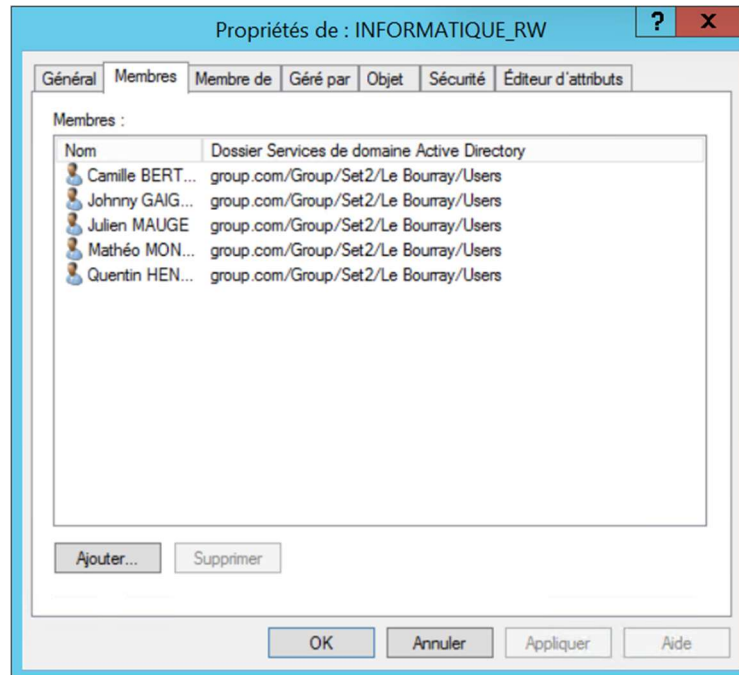 Propriétés de : INFORMATIQUE_RW ? X
Général Membres Membre de Géré par Objet Sécurité Éditeur d'attributs
Membres :
Nom Dossier Services de domaine Active Directory
Camille BERT... group.com/Group/Set2/Le Bourray/Users
Johnny GAIG... group.com/Group/Set2/Le Bourray/Users
Julien MAUGE group.com/Group/Set2/Le Bourray/Users
Mathéo MON... group.com/Group/Set2/Le Bourray/Users
Quentin HEN... group.com/Group/Set2/Le Bourray/Users
Ajouter... Supprimer
OK Annuler Appliquer Aide